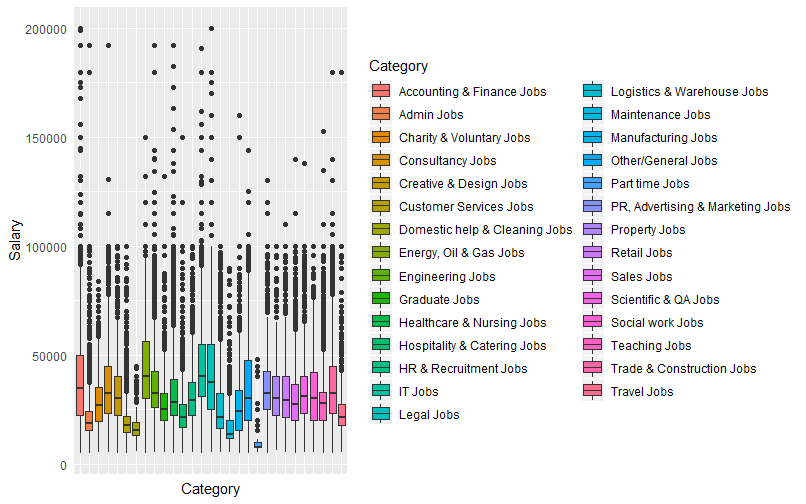 200000
150000
100000
50000
0
Salary
Category
Category
Accounting & Finance Jobs
Admin Jobs
Charity & Voluntary Jobs
Consultancy Jobs
Creative & Design Jobs
Customer Services Jobs
Domestic help & Cleaning Jobs
Energy, Oil & Gas Jobs
Engineering Jobs
Graduate Jobs
Healthcare & Nursing Jobs
Hospitality & Catering Jobs
HR & Recruitment Jobs
IT Jobs
Legal Jobs
Logistics & Warehouse Jobs
Maintenance Jobs
Manufacturing Jobs
Other/General Jobs
Part time Jobs
PR, Advertising & Marketing Jobs
Property Jobs
Retail Jobs
Sales Jobs
Scientific & QA Jobs
Social work Jobs
Teaching Jobs
Trade & Construction Jobs
Travel Jobs